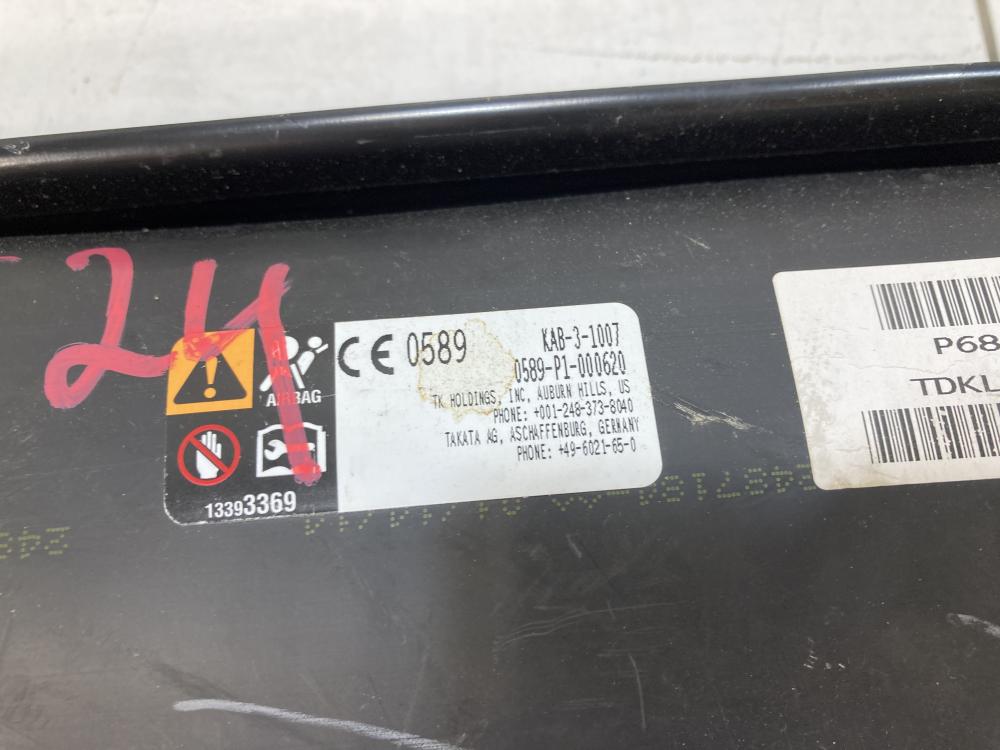 24
AIRBAG
13393369
CE 0589
KAB-3-1007
0589-P1-000620
TK HOLDINGS, INC, AUBURN HILLS, US
PHONE: +001-248-373-8040
TAKATA AG, ASCHAFFENBURG, GERMANY
PHONE: +49-6021-65-0
P68
TDKL